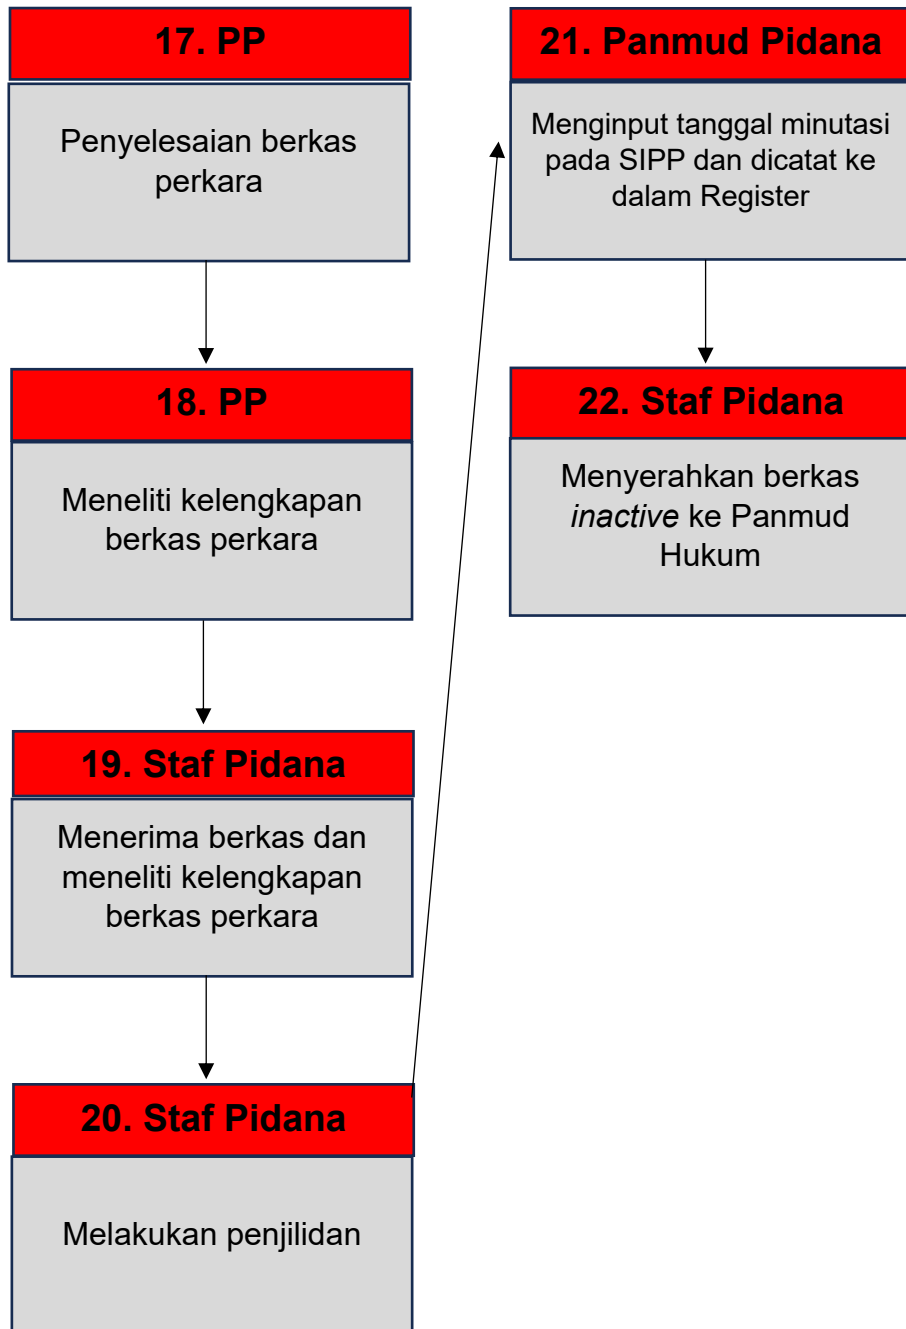 17. PP
Penyelesaian berkas
perkara
18. PP
Meneliti kelengkapan
berkas perkara
19. Staf Pidana
Menerima berkas dan
meneliti kelengkapan
berkas perkara
20. Staf Pidana
Melakukan penjilidan
21. Panmud Pidana
Menginput tanggal minutasi
pada SIPP dan dicatat ke
dalam Register
22. Staf Pidana
Menyerahkan berkas
inactive ke Panmud
Hukum